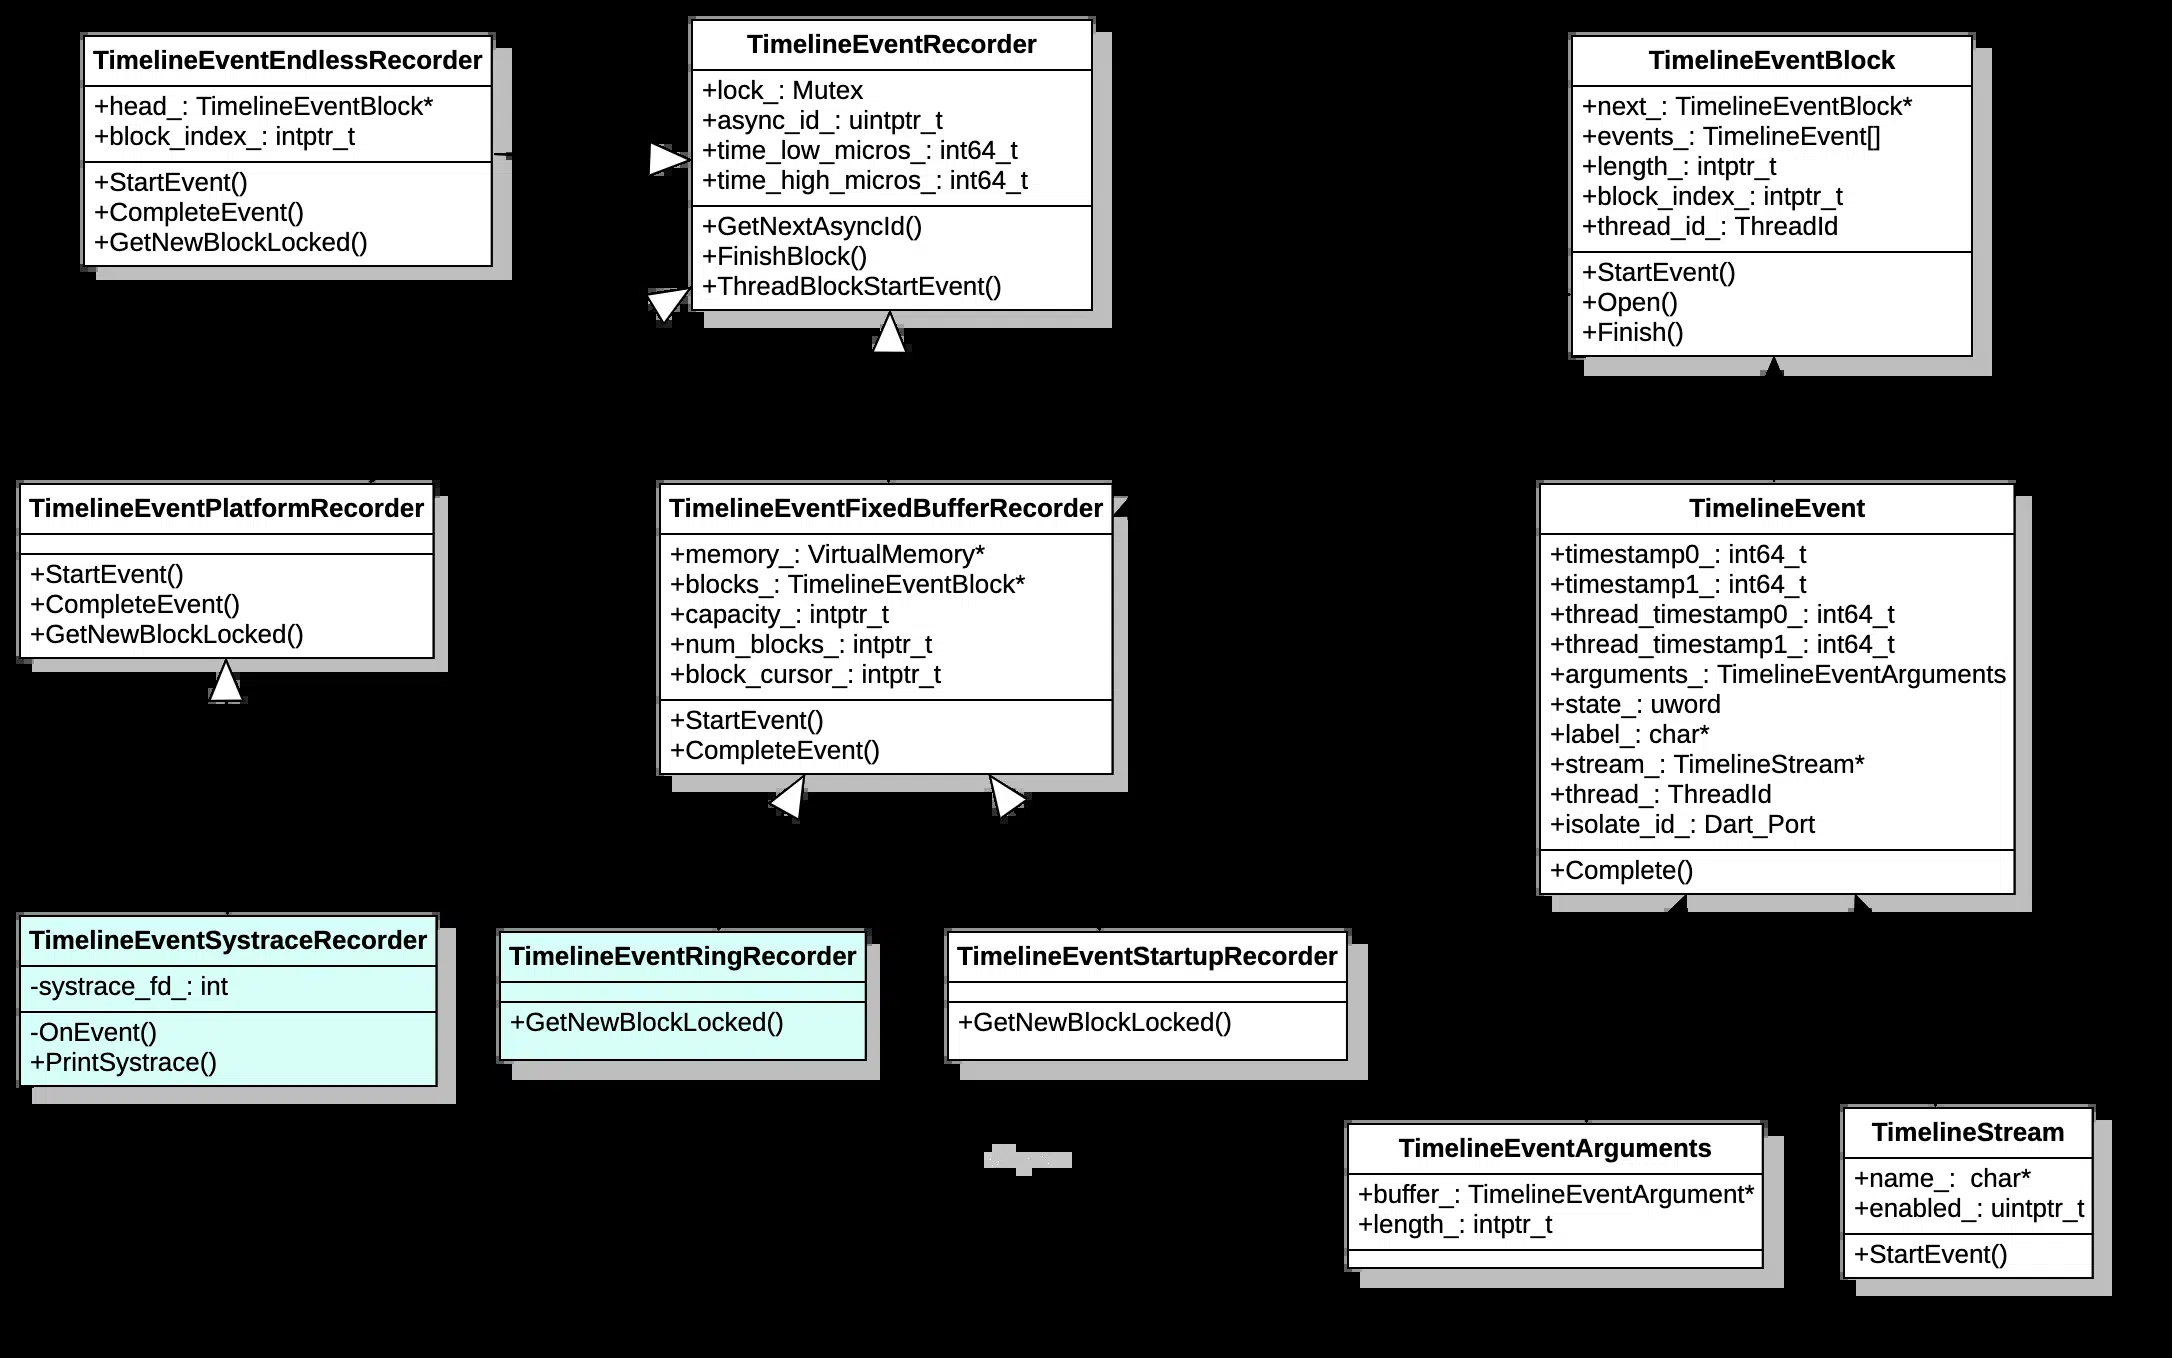 TimelineEventEndlessRecorder
+head_: TimelineEventBlock*
+block_index_: intptr_t
+StartEvent()
+CompleteEvent()
+GetNewBlockLocked()
TimelineEventRecorder
+lock_: Mutex
+async_id_: uintptr_t
+time_low_micros_: int64_t
+time_high_micros_: int64_t
+GetNextAsyncId()
+FinishBlock()
+ThreadBlockStartEvent()
TimelineEventBlock
+next_: TimelineEventBlock*
+events_: TimelineEvent[]
+length_: intptr_t
+block_index_: intptr_t
+thread_id_: ThreadId
+StartEvent()
+Open()
+Finish()
TimelineEventPlatformRecorder
+StartEvent()
+CompleteEvent()
+GetNewBlockLocked()
TimelineEventFixedBufferRecorder
+memory_: VirtualMemory*
+blocks_: TimelineEventBlock*
+capacity_: intptr_t
+num_blocks_: intptr_t
+block_cursor_: intptr_t
+StartEvent()
+CompleteEvent()
TimelineEvent
+timestamp0_: int64_t
+timestamp1_: int64_t
+thread_timestamp0_: int64_t
+thread_timestamp1_: int64_t
+arguments_: TimelineEventArguments
+state_: uword
+label_: char*
+stream_: TimelineStream*
+thread_: ThreadId
+isolate_id_: Dart_Port
+Complete()
TimelineEventSystraceRecorder
-systrace_fd_: int
-OnEvent()
+PrintSystrace()
TimelineEventRingRecorder
+GetNewBlockLocked()
TimelineEventStartupRecorder
+GetNewBlockLocked()
TimelineEventArguments
+buffer_: TimelineEventArgument*
+length_: intptr_t
TimelineStream
+name_:  char*
+enabled_: uintptr_t
+StartEvent()